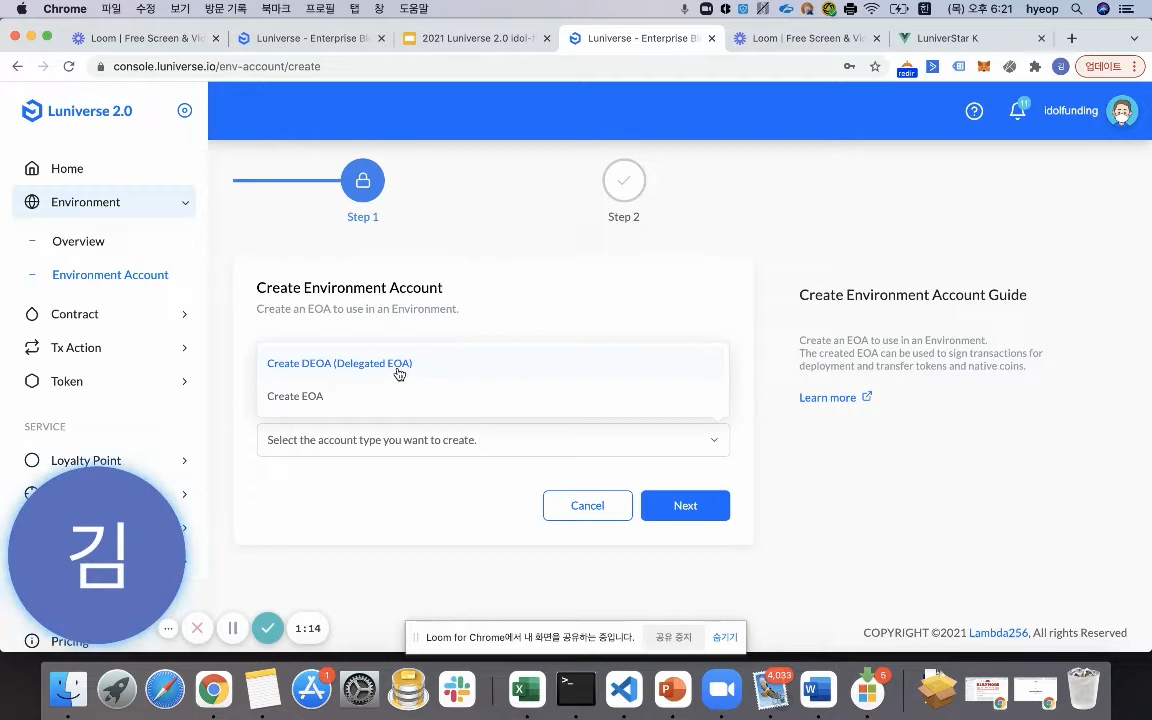 Chrome 파일 수정 보기 방문 기록 북마크 프로필 탭 창 도움말 (목) 오후 6:21 hyeop
Loom | Free Screen & Vi Luniverse - Enterprise Bl 2021 Luniverse 2.0 idol-f Luniverse - Enterprise Bl Loom | Free Screen & Vi LuniverStar K
console.luniverse.io/env-account/create redir 김 업데이트
Luniverse 2.0
11
idolfunding
Home
Environment
Overview
Environment Account
Contract
Tx Action
Token
SERVICE
Loyalty Point
Pricing
Step 1
Step 2
Create Environment Account
Create an EOA to use in an Environment.
Create DEOA (Delegated EOA)
Create EOA
Select the account type you want to create.
Cancel
Next
Create Environment Account Guide
Create an EOA to use in an Environment.
The created EOA can be used to sign transactions for
deployment and transfer tokens and native coins.
Learn more
김
1:14
Loom for Chrome에서 내 화면을 공유하는 중입니다. 공유 중지 숨기기
COPYRIGHT ©2021 Lambda256, All rights Reserved
1
4,033
5